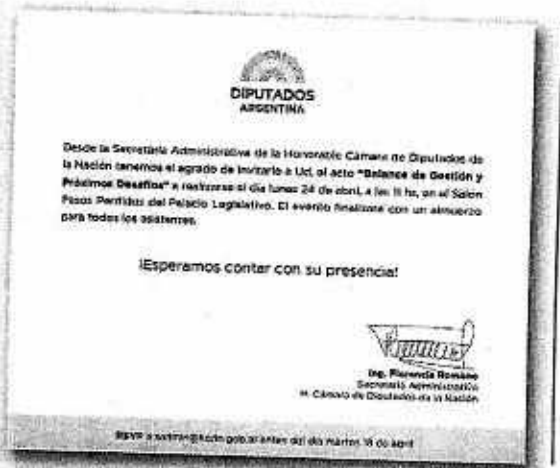 DIPUTADOS
ARGENTINA
Desde la Secretaría Administrativa de la Honorable Cámara de Diputados de
la Nación tenemos el agrado de invitarlo a Ud. al acto "Balance de Gestión y
Próximos Desafíos" a realizarse el día lunes 24 de abril, a las 11 hs, en el Salón
Pasos Perdidos del Palacio Legislativo. El evento finalizará con un almuerzo
para todos los asistentes.
¡Esperamos contar con su presencia!
Ing. Florencia Romano
Secretaria Administrativa
H. Cámara de Diputados de la Nación
RSVP a antes del día martes 18 de abril